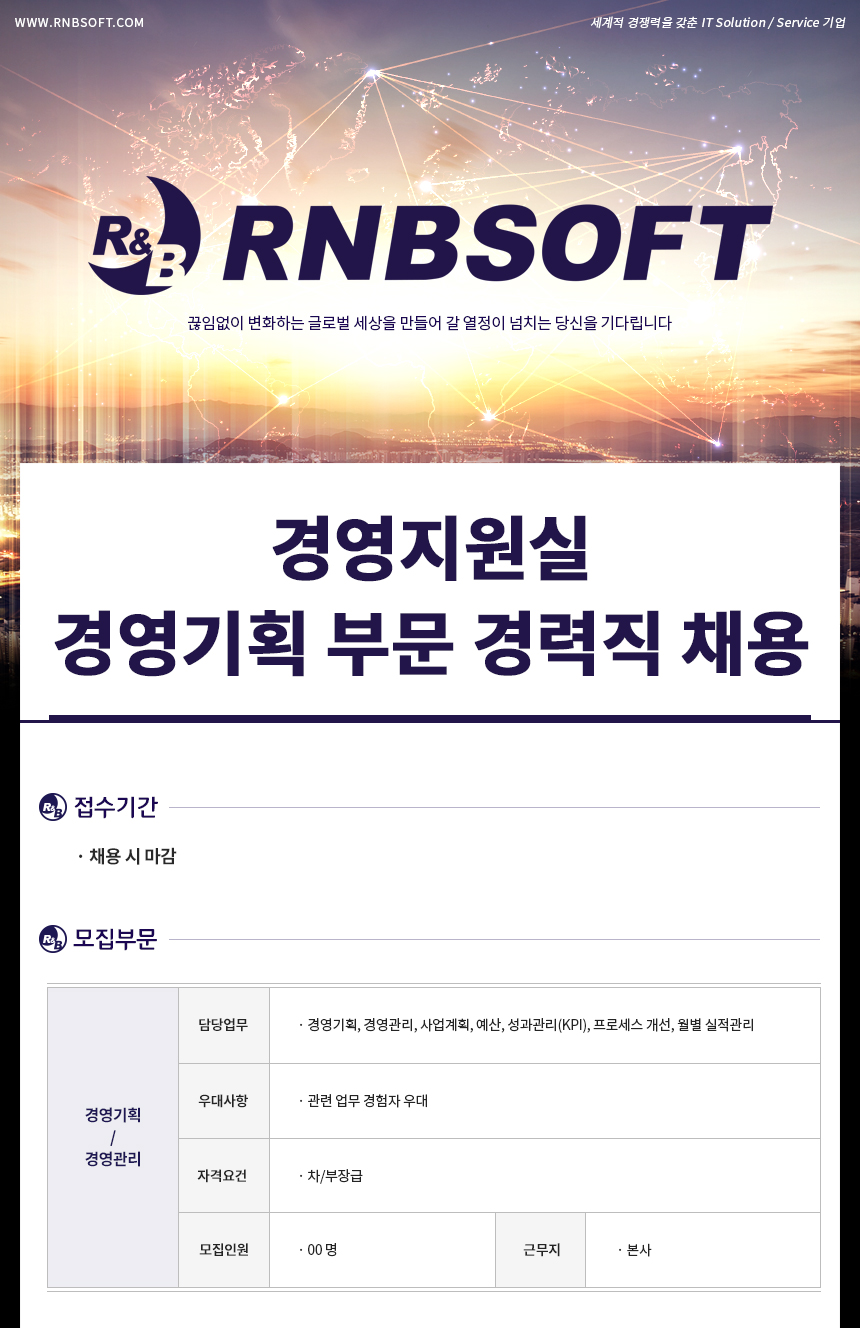 WWW.RNBSOFT.COM
세계적 경쟁력을 갖춘 IT Solution / Service 기업
R&B RNBSOFT
끊임없이 변화하는 글로벌 세상을 만들어 갈 열정이 넘치는 당신을 기다립니다
경영지원실
경영기획 부문 경력직 채용
R&B 접수기간
· 채용 시 마감
R&B 모집부문
경영기획
/
경영관리
담당업무 · 경영기획, 경영관리, 사업계획, 예산, 성과관리(KPI), 프로세스 개선, 월별 실적관리
우대사항 · 관련 업무 경험자 우대
자격요건 · 차/부장급
모집인원 · 00 명 근무지 · 본사